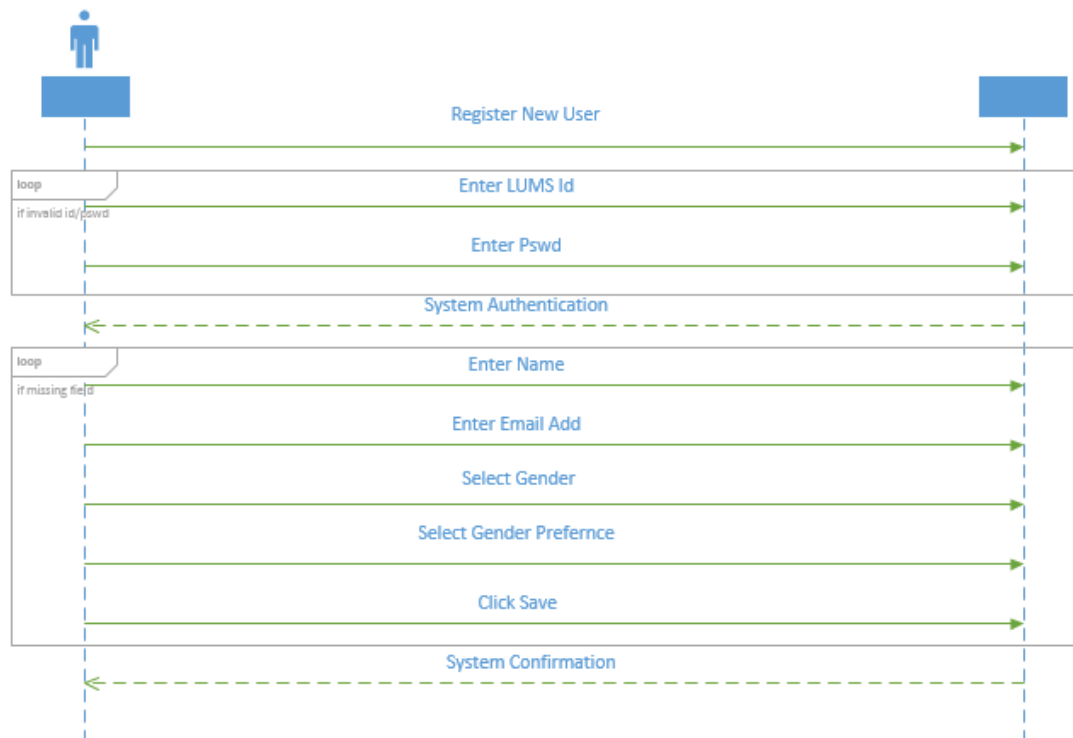 Register New User
loop
Enter LUMS Id
if invalid id/pswd
Enter Pswd
System Authentication
loop
Enter Name
if missing field
Enter Email Add
Select Gender
Select Gender Prefernce
Click Save
System Confirmation